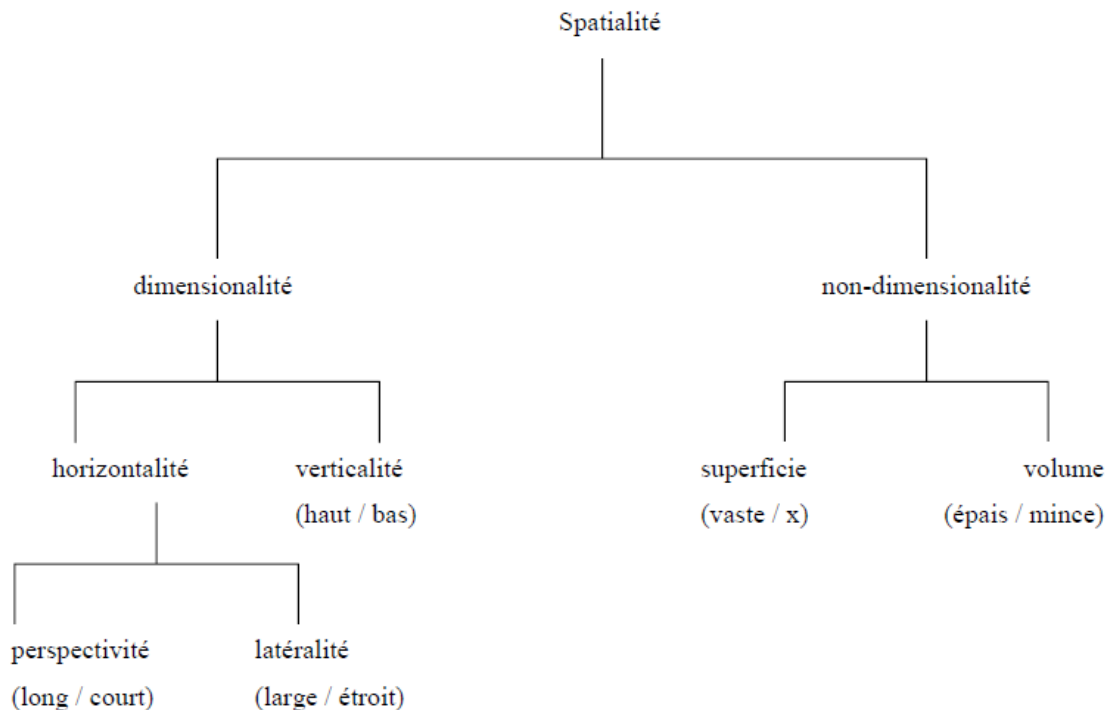 Spatialité
dimensionalité
non-dimensionalité
horizontalité
verticalité
(haut / bas)
superficie
(vaste / x)
volume
(épais / mince)
perspectivité
(long / court)
latéralité
(large / étroit)